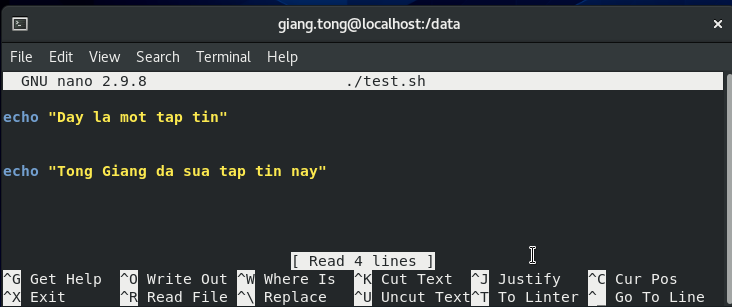 giang.tong@localhost:/data
File Edit View Search Terminal Help
GNU nano 2.9.8 ./test.sh
echo "Day la mot tap tin"
echo "Tong Giang da sua tap tin nay"
[ Read 4 lines ]
^G Get Help ^O Write Out ^W Where Is ^K Cut Text ^J Justify ^C Cur Pos
^X Exit ^R Read File ^\ Replace ^U Uncut Text ^T To Linter ^_ Go To Line